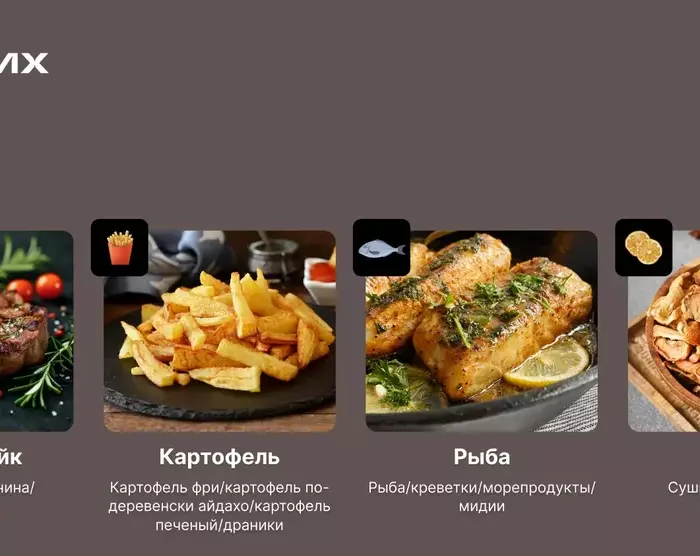 их
йк
Картофель
Рыба
нина/
Картофель фри/картофель по-
деревенски айдахо/картофель
печеный/драники
Рыба/креветки/морепродукты/
мидии
Суш